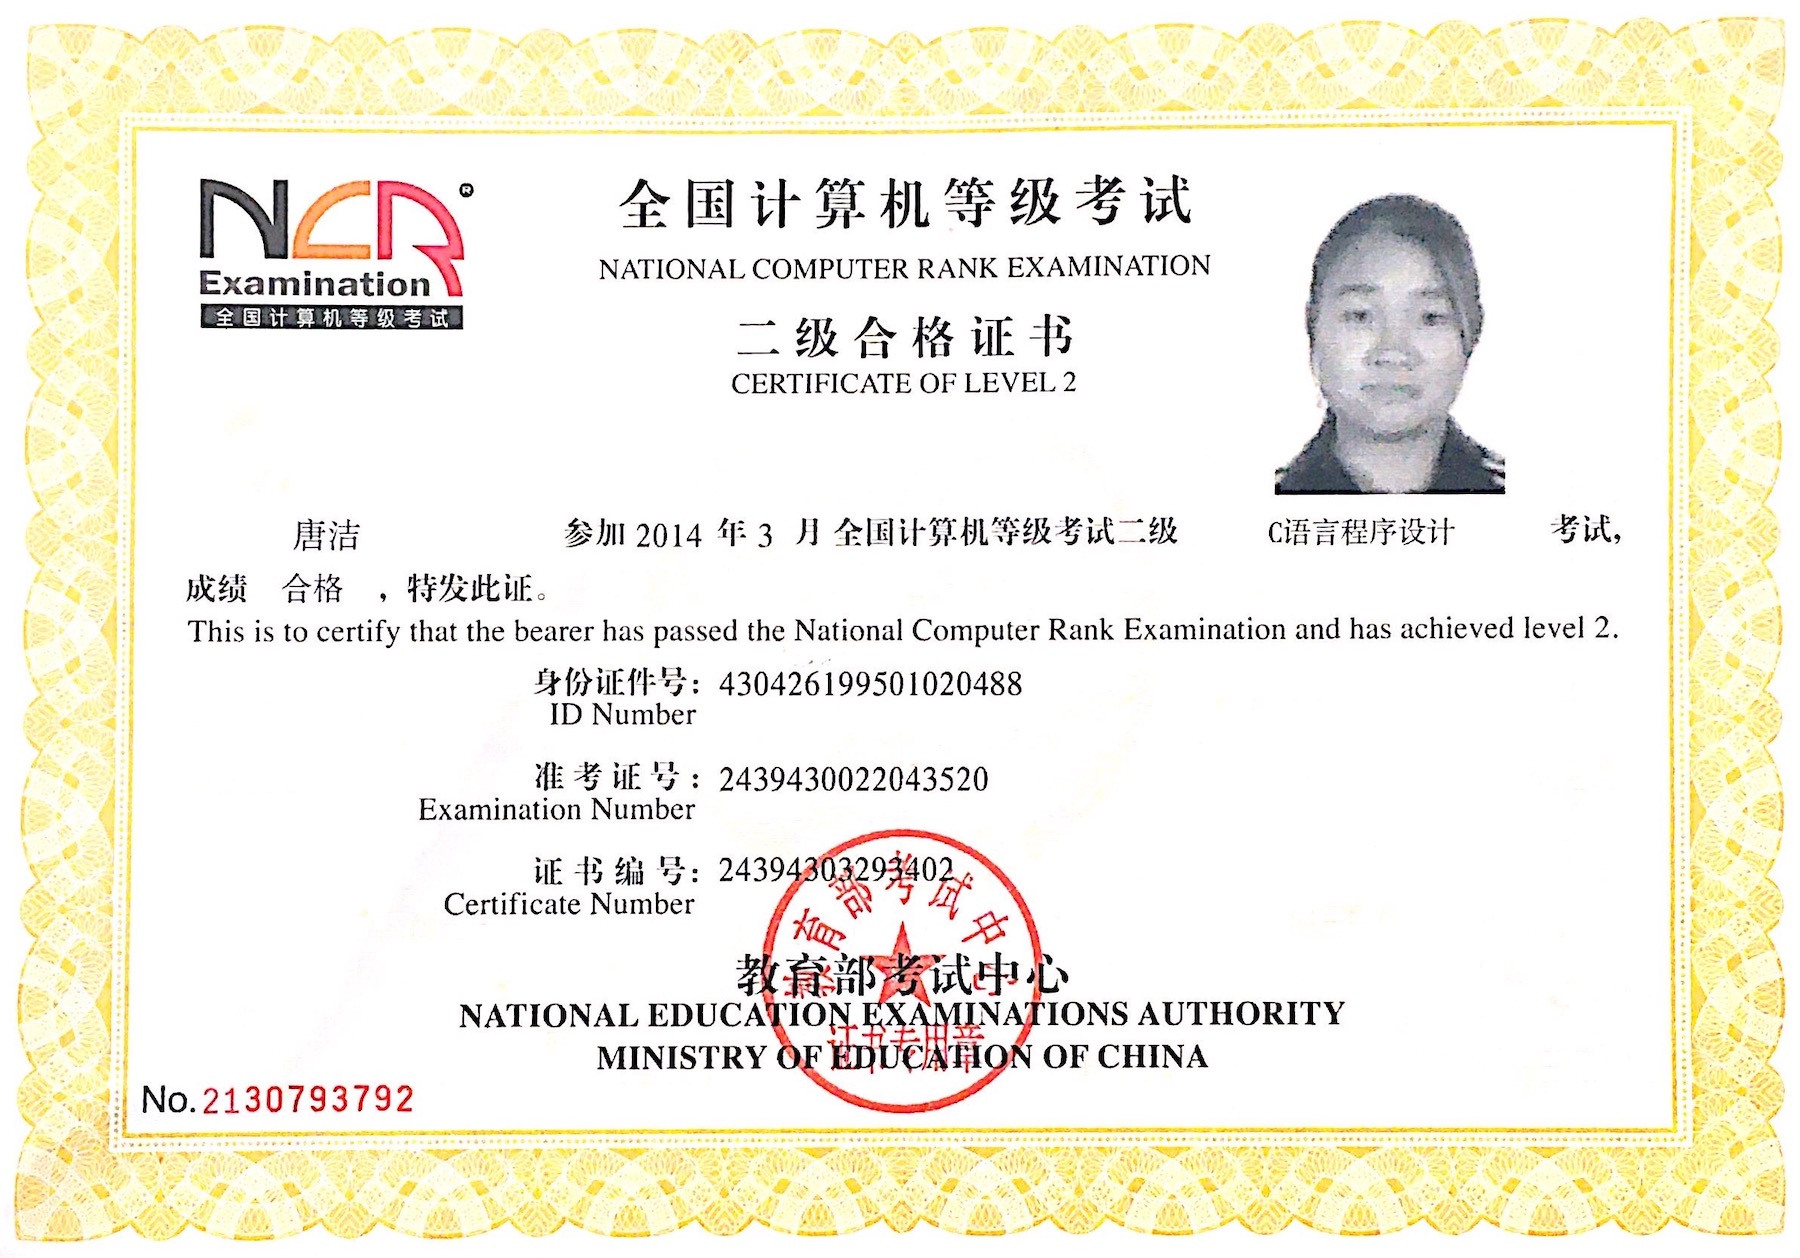 NCR®
Examination
全国计算机等级考试
全国计算机等级考试
NATIONAL COMPUTER RANK EXAMINATION
二级合格证书
CERTIFICATE OF LEVEL 2
唐洁 参加 2014 年 3 月 全国计算机等级考试二级 C语言程序设计 考试,
成绩 合格 ，特发此证。
This is to certify that the bearer has passed the National Computer Rank Examination and has achieved level 2.
身份证件号: 430426199501020488
ID Number
准考证号: 2439430022043520
Examination Number
证书编号: 24394303293402
Certificate Number
教育部考试中心
证书专用章
教育部考试中心
NATIONAL EDUCATION EXAMINATIONS AUTHORITY
MINISTRY OF EDUCATION OF CHINA
No.2130793792